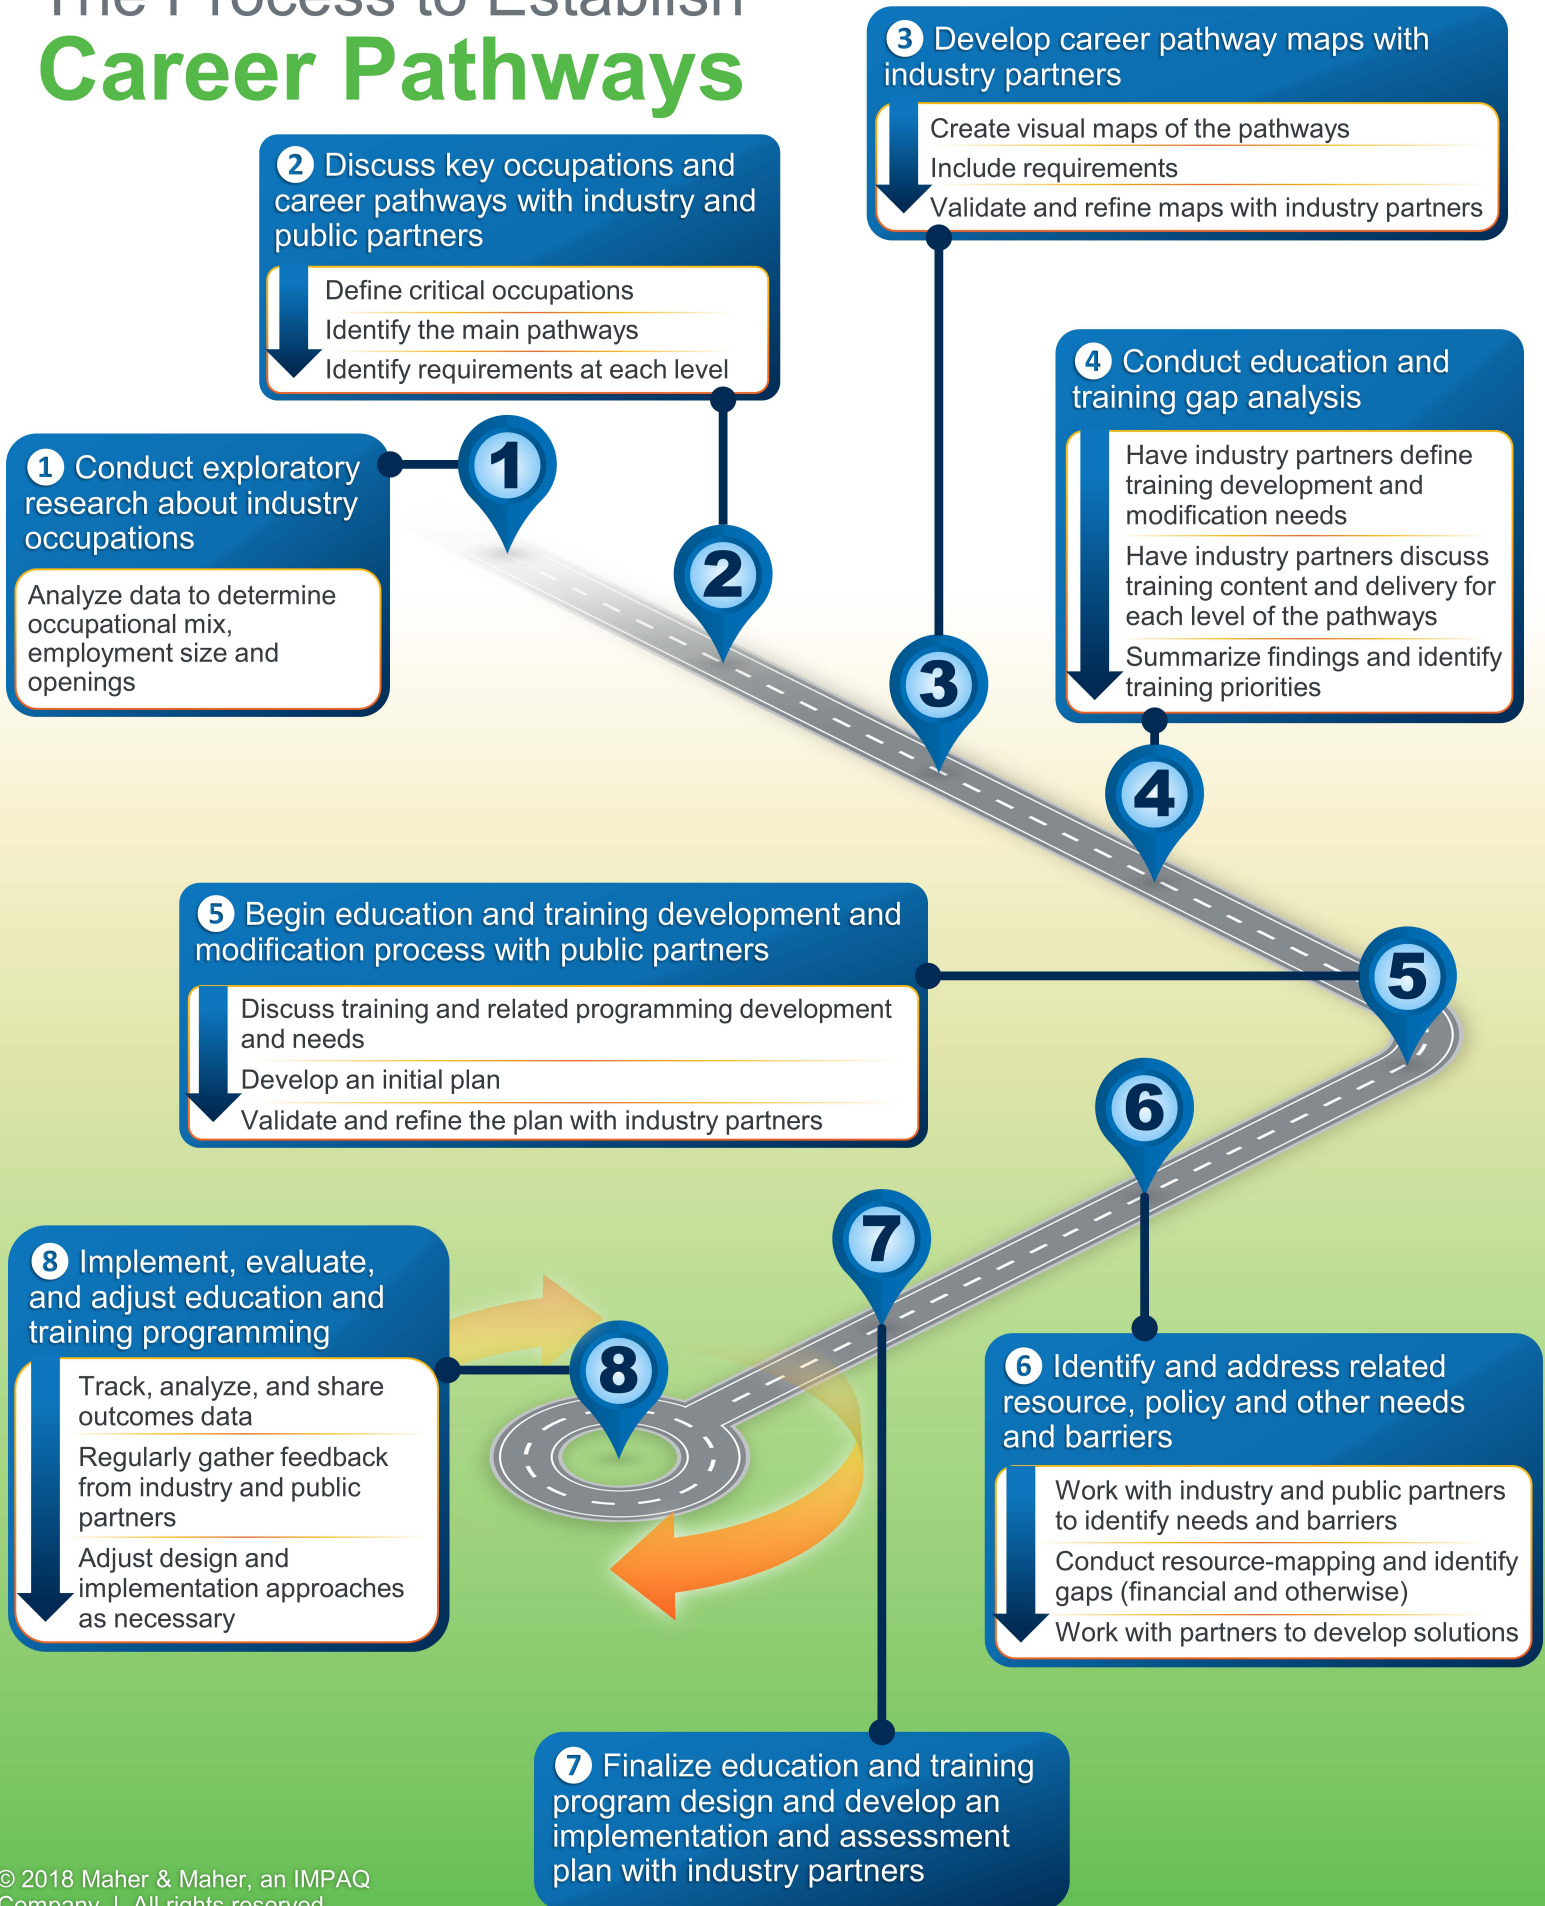 The Process to Establish
Career Pathways
1 Conduct exploratory
research about industry
occupations
Analyze data to determine
occupational mix,
employment size and
openings
2 Discuss key occupations and
career pathways with industry and
public partners
Define critical occupations
Identify the main pathways
Identify requirements at each level
3 Develop career pathway maps with
industry partners
Create visual maps of the pathways
Include requirements
Validate and refine maps with industry partners
4 Conduct education and
training gap analysis
Have industry partners define
training development and
modification needs
Have industry partners discuss
training content and delivery for
each level of the pathways
Summarize findings and identify
training priorities
1
2
3
4
5 Begin education and training development and
modification process with public partners
Discuss training and related programming development
and needs
Develop an initial plan
Validate and refine the plan with industry partners
5
6
7
8
6 Identify and address related
resource, policy and other needs
and barriers
Work with industry and public partners
to identify needs and barriers
Conduct resource-mapping and identify
gaps (financial and otherwise)
Work with partners to develop solutions
7 Finalize education and training
program design and develop an
implementation and assessment
plan with industry partners
8 Implement, evaluate,
and adjust education and
training programming
Track, analyze, and share
outcomes data
Regularly gather feedback
from industry and public
partners
Adjust design and
implementation approaches
as necessary
© 2018 Maher & Maher, an IMPAQ
Company | All rights reserved